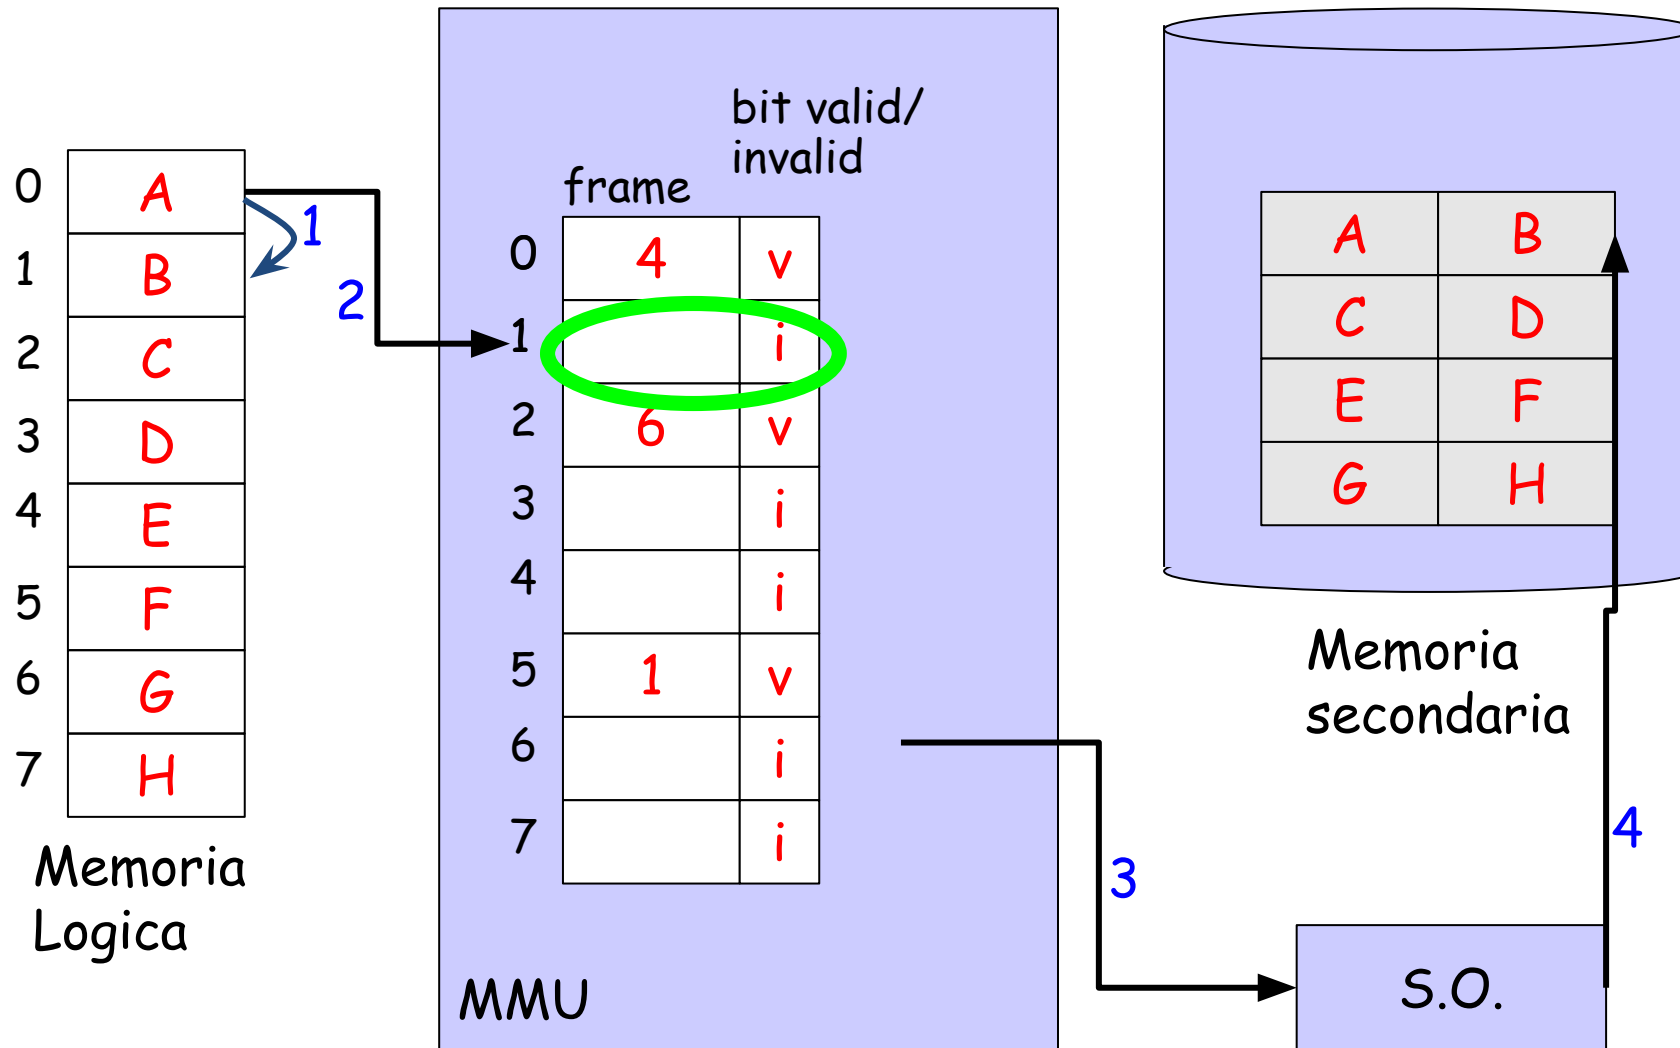 0 A
1 B
2 C
3 D
4 E
5 F
6 G
7 H
Memoria
Logica
1
2
bit valid/
invalid
frame
0 4 v
1 i
2 6 v
3 i
4 i
5 1 v
6 i
7 i
MMU
3
S.O.
4
A B
C D
E F
G H
Memoria
secondaria